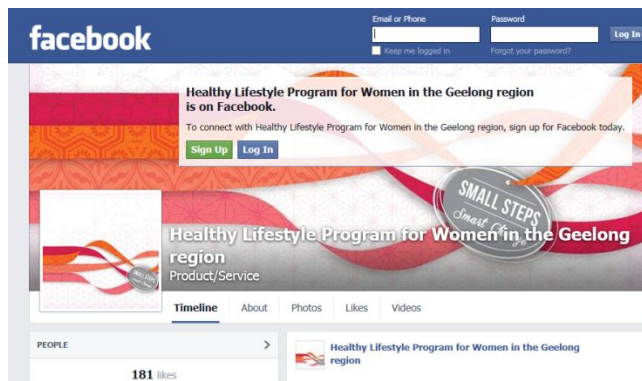 facebook
Email or Phone
Password
Log In
Keep me logged in
Forgot your password?
Healthy Lifestyle Program for Women in the Geelong region
is on Facebook.
To connect with Healthy Lifestyle Program for Women in the Geelong region, sign up for Facebook today.
Sign Up
Log In
SMALL STEPS
Smart Change
Healthy Lifestyle Program for Women in the Geelong
region
Product/Service
Timeline
About
Photos
Likes
Videos
PEOPLE
181 likes
Healthy Lifestyle Program for Women in the Geelong
region